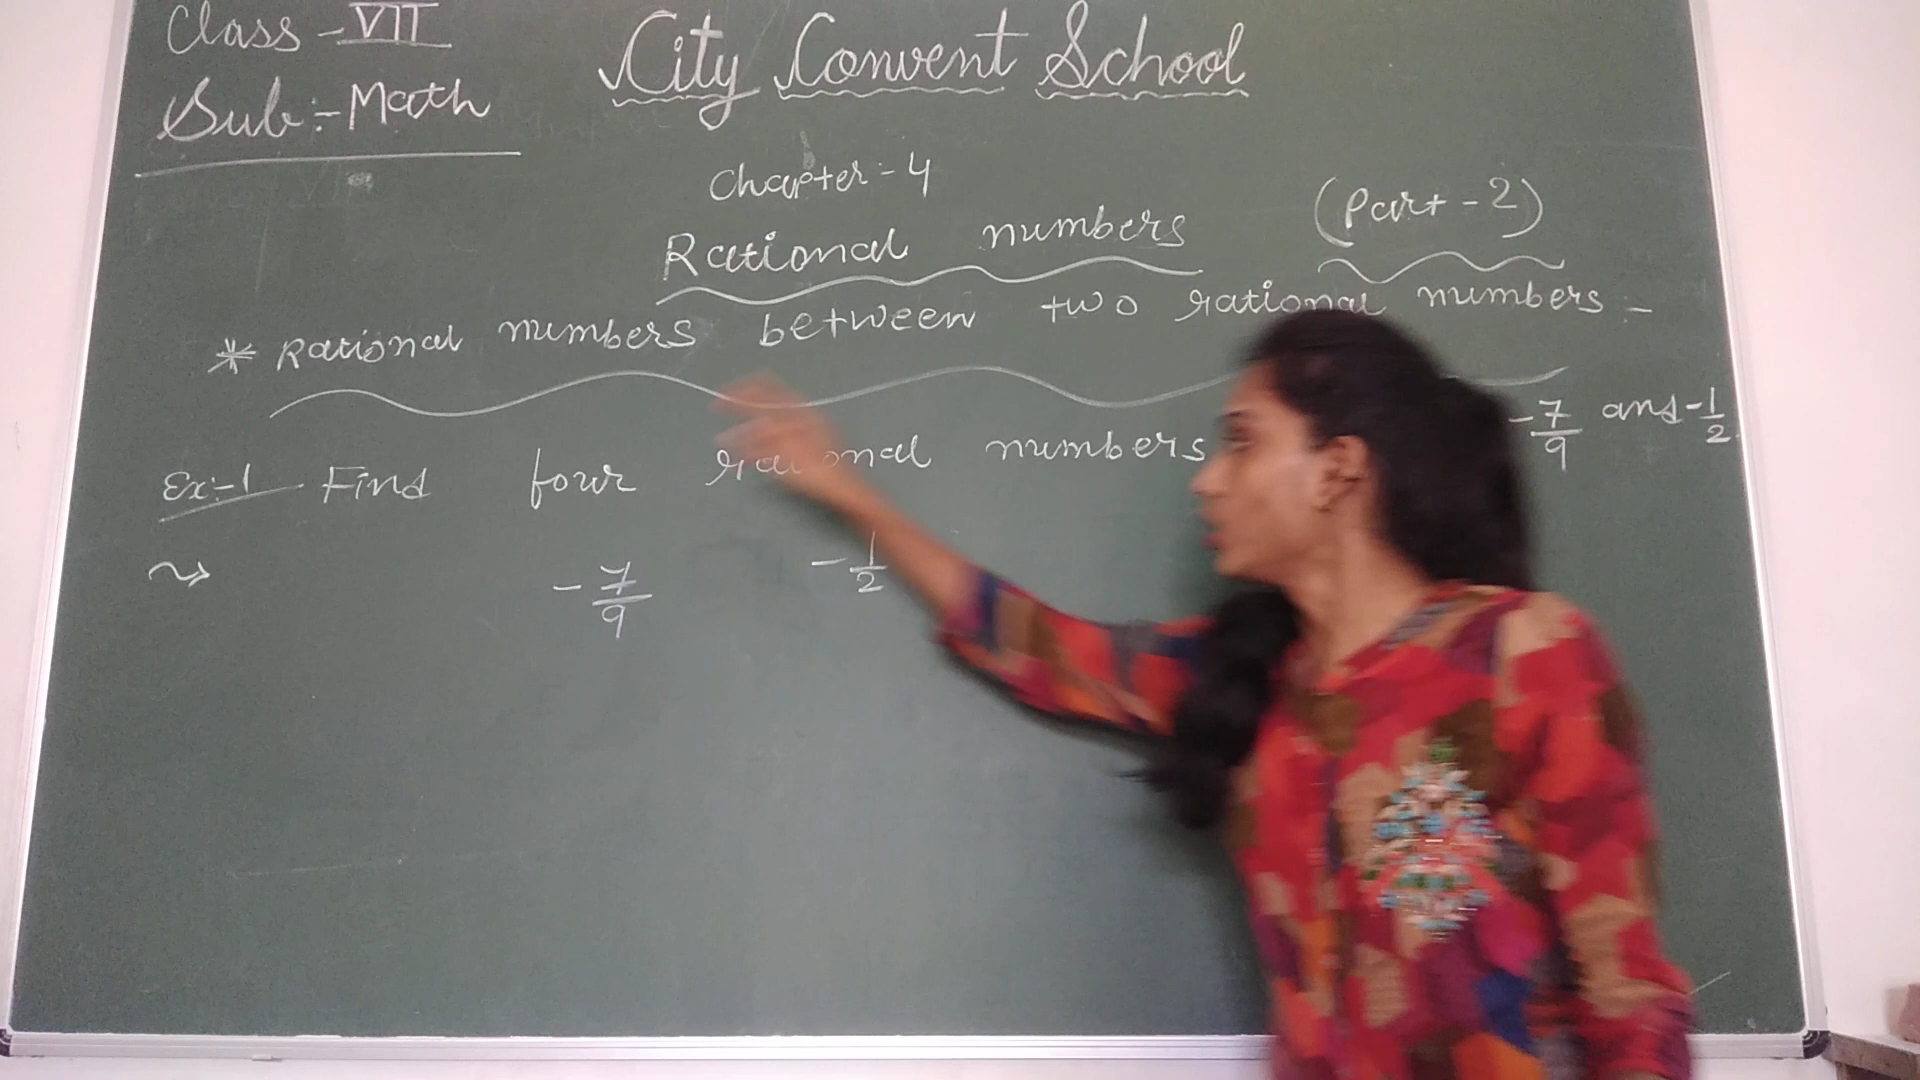 Class - VII
Sub :- Math
City Convent School
Chapter - 4
Rational numbers (Part - 2)
* Rational numbers between two rational numbers :-
Ex:-1 Find four rational numbers -7/9 and -1/2.
-7/9 -1/2